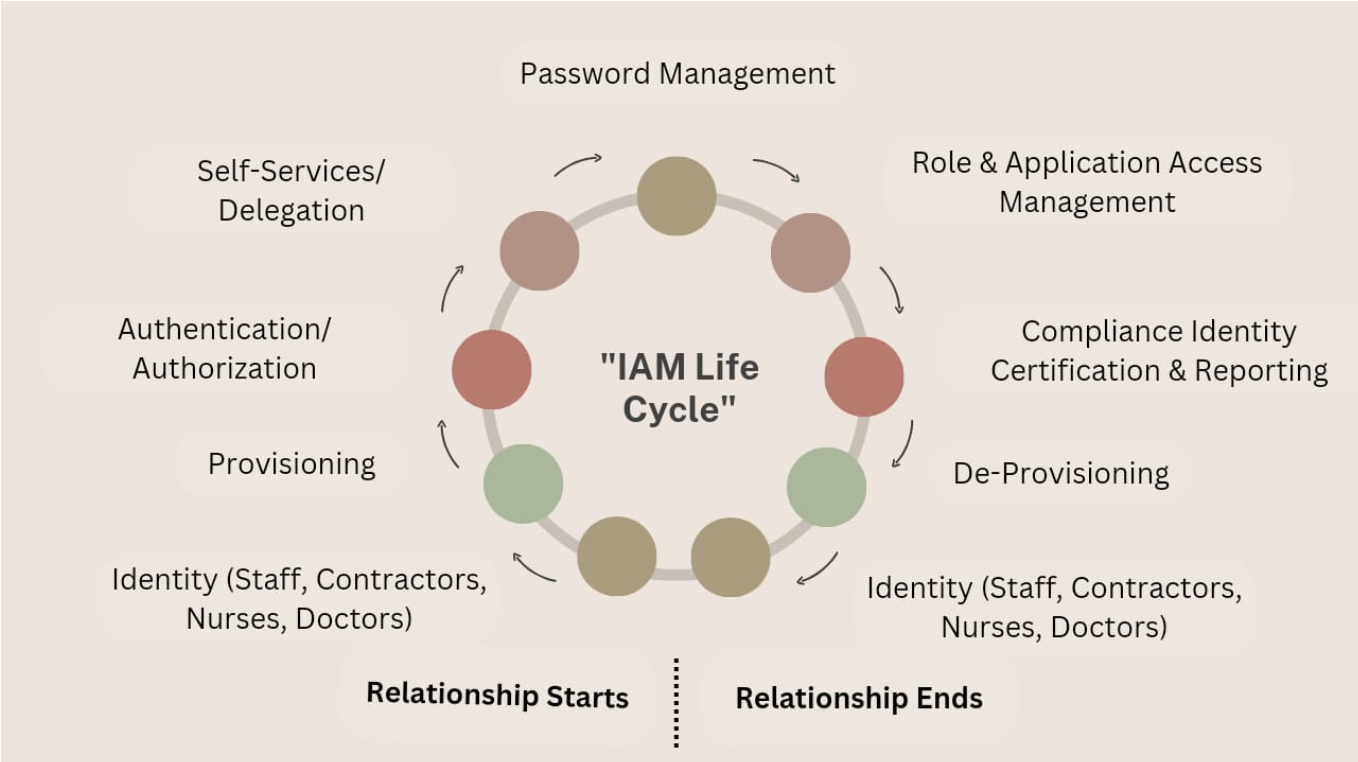 Password Management
Self-Services/
Delegation
Role & Application Access
Management
Authentication/
Authorization
Compliance Identity
Certification & Reporting
"IAM Life
Cycle"
Provisioning
De-Provisioning
Identity (Staff, Contractors,
Nurses, Doctors)
Identity (Staff, Contractors,
Nurses, Doctors)
Relationship Starts
Relationship Ends